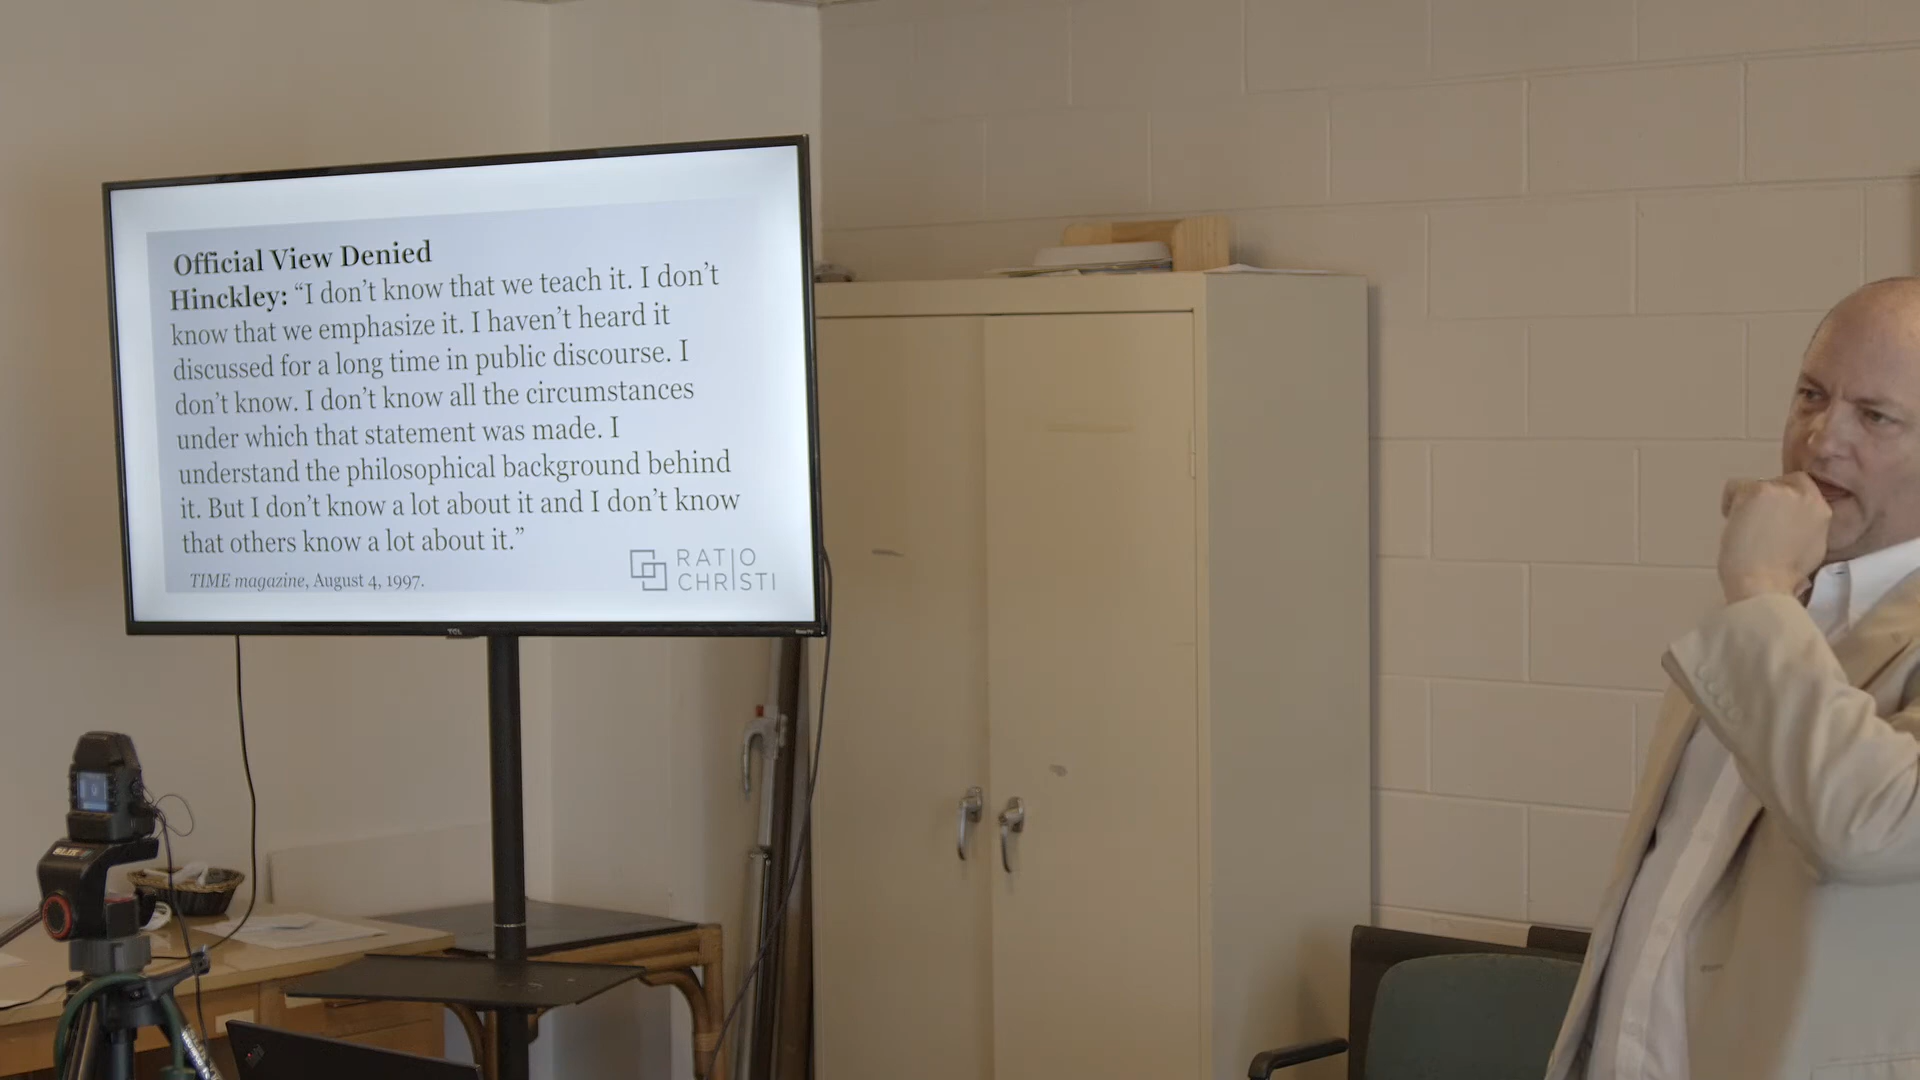 Official View Denied
Hinckley: “I don’t know that we teach it. I don’t
know that we emphasize it. I haven’t heard it
discussed for a long time in public discourse. I
don’t know. I don’t know all the circumstances
under which that statement was made. I
understand the philosophical background behind
it. But I don’t know a lot about it and I don’t know
that others know a lot about it.”
TIME magazine, August 4, 1997.
RATIO
CHRISTI
TCL